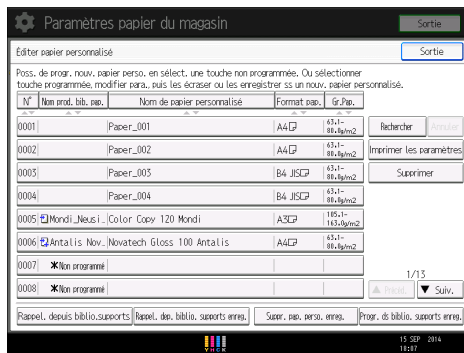 Paramètres papier du magasin
Sortie
Éditer papier personnalisé
Sortie
Poss. de progr. nouv. papier perso. en sélect. une touche non programmée. Ou sélectionner
touche programmée, modifier para., puis les écraser ou les enregistrer ss un nouv. papier personnalisé.
N° Nom prod. bib. pap. Nom de papier personnalisé Format pap. Gr.Pap.
0001 Paper_001 A4 63.1-80.0g/m2
Rechercher Annuler
0002 Paper_002 A4 63.1-80.0g/m2
Imprimer les paramètres
0003 Paper_003 B4 JIS 63.1-80.0g/m2
Supprimer
0004 Paper_004 B4 JIS 63.1-80.0g/m2
0005 Mondi_Neusi.. Color Copy 120 Mondi A3 105.1-163.0g/m2
0006 Antalis Nov.. Novatech Gloss 100 Antalis A4 63.1-80.0g/m2
0007 ✱Non programmé
0008 ✱Non programmé
1/13
▲ Précéd. ▼ Suiv.
Rappel. depuis biblio.supports Rappel. dep. biblio. supports enreg. Suppr. pap. perso. enreg. Progr. ds biblio. supports enreg.
Y M C K
15 SEP 2014
18:07